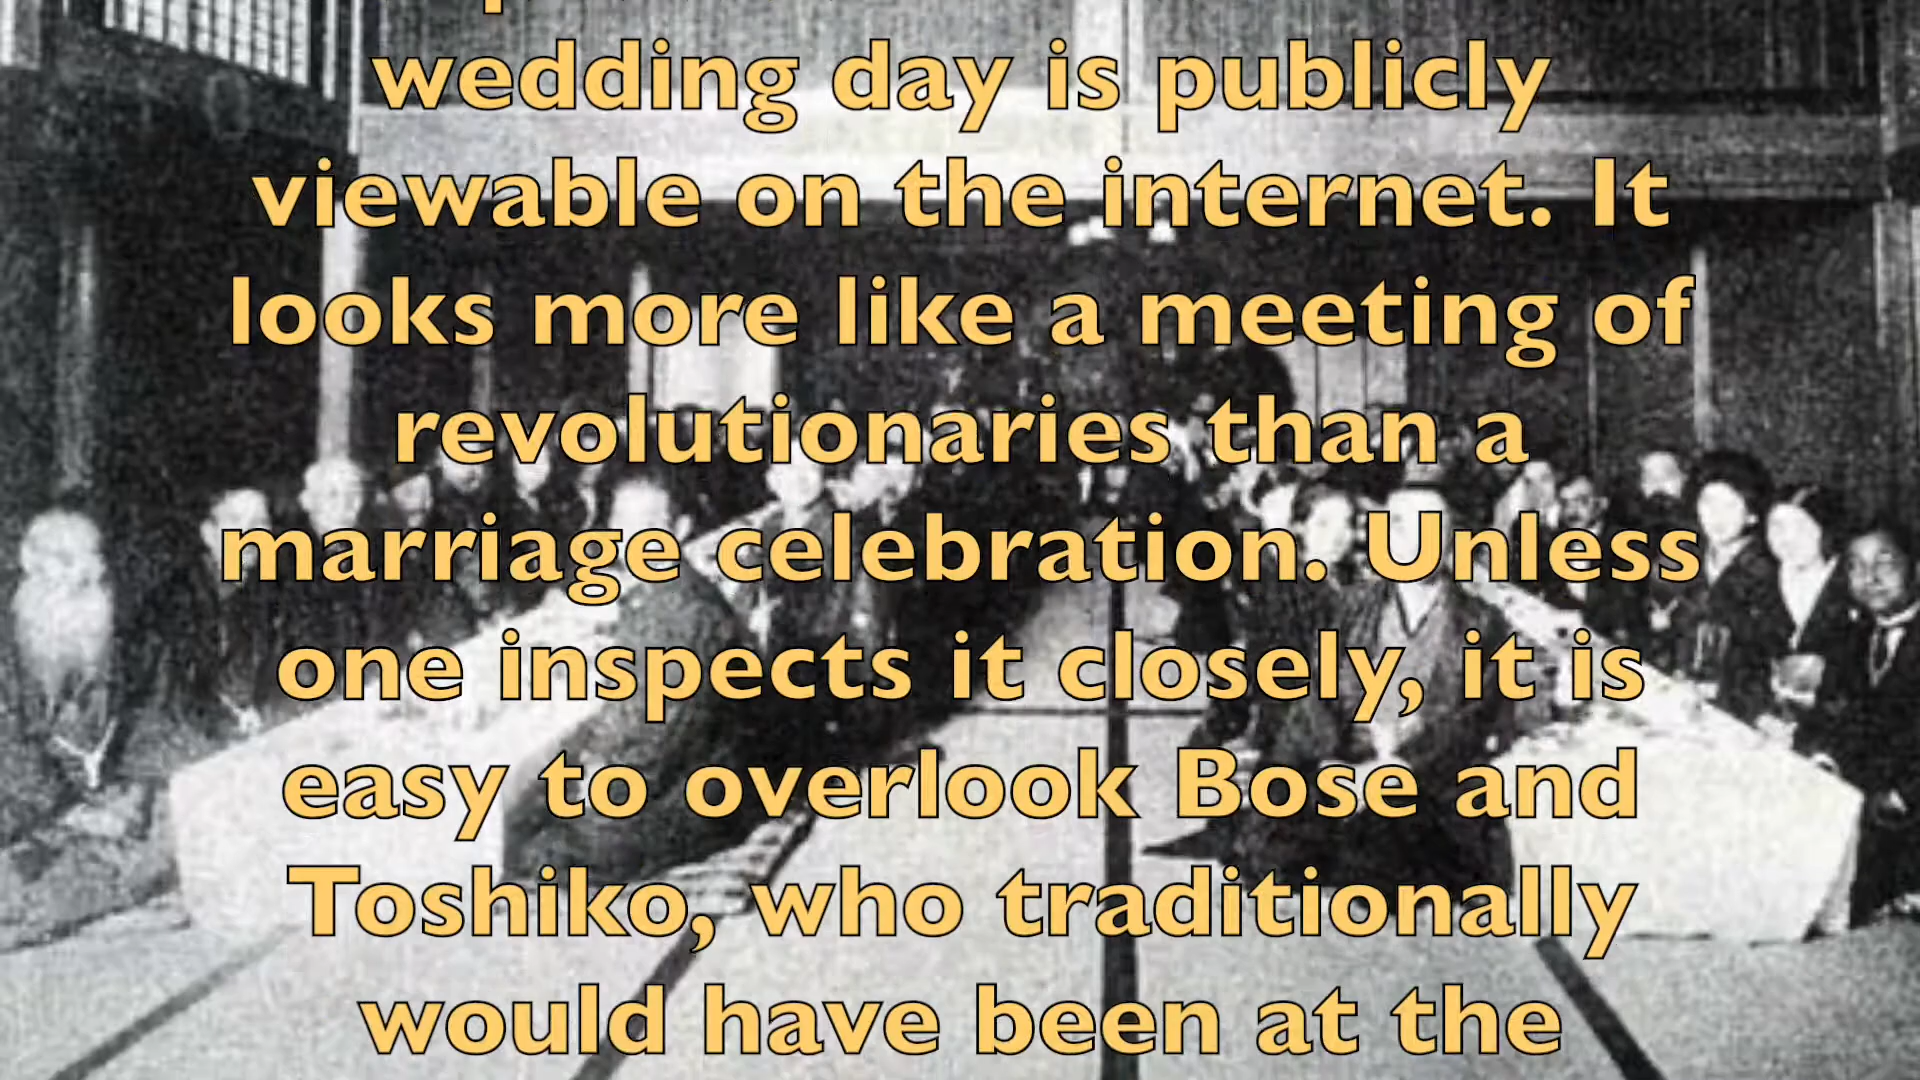 wedding day is publicly
viewable on the internet. It
looks more like a meeting of
revolutionaries than a
marriage celebration. Unless
one inspects it closely, it is
easy to overlook Bose and
Toshiko, who traditionally
would have been at the